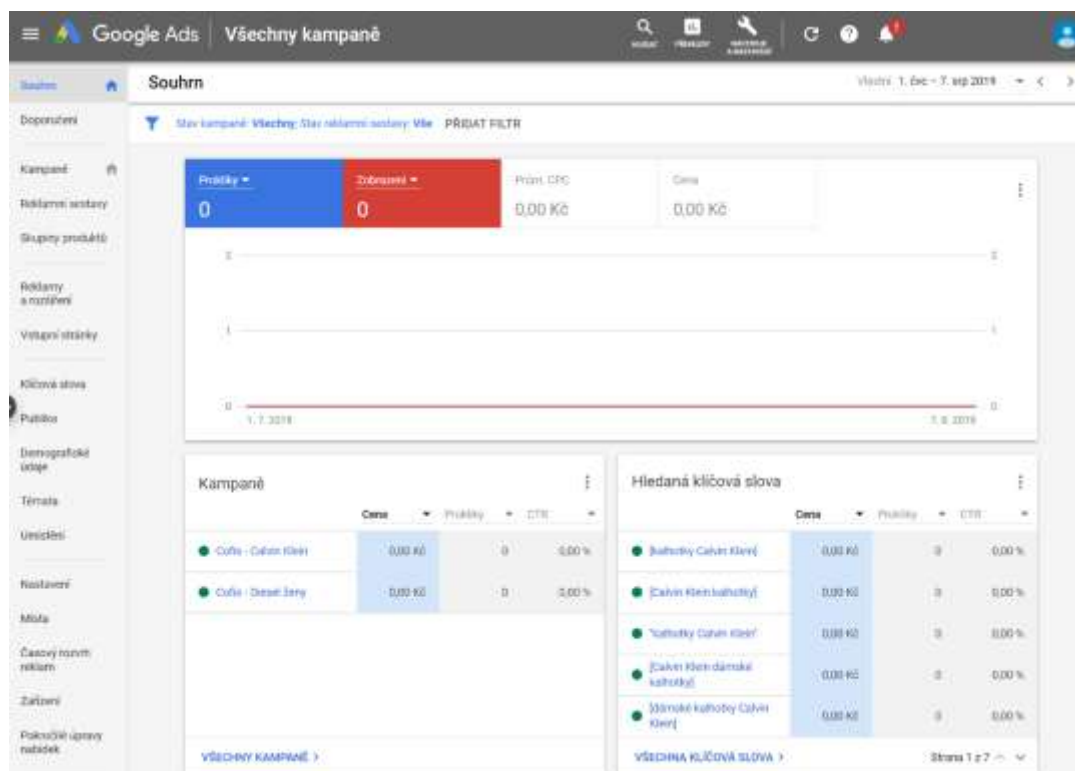 Google Ads
Všechny kampaně
Souhrn
Souhrn
Vlastní 1. čvc – 7. srp 2019
Doporučení
Stav kampaně: Všechny; Stav reklamní sestavy: Vše PŘIDAT FILTR
Kampaně
Reklamní sestavy
Skupiny produktů
Reklamy
a rozšíření
Vstupní stránky
Klíčová slova
Publika
Demografické
údaje
Témata
Umístění
Nastavení
Místa
Časový rozvrh
reklam
Zařízení
Pokročilé úpravy
nabídek
Prokliky
0
Zobrazení
0
Prům. CPC
0,00 Kč
Cena
0,00 Kč
2
2
1
1
0
0
1. 7. 2019
7. 8. 2019
Kampaně
Cena Prokliky CTR
Calvin Klein 0,00 Kč 0 0,00 %
Diesel ženy 0,00 Kč 0 0,00 %
VŠECHNY KAMPANĚ
Hledaná klíčová slova
Cena Prokliky CTR
[kalhotky Calvin Klein] 0,00 Kč 0 0,00 %
[Calvin Klein kalhotky] 0,00 Kč 0 0,00 %
"kalhotky Calvin Klein" 0,00 Kč 0 0,00 %
[Calvin Klein dámské
kalhotky] 0,00 Kč 0 0,00 %
[dámské kalhotky Calvin
Klein] 0,00 Kč 0 0,00 %
VŠECHNA KLÍČOVÁ SLOVA
Strana 1 z 7